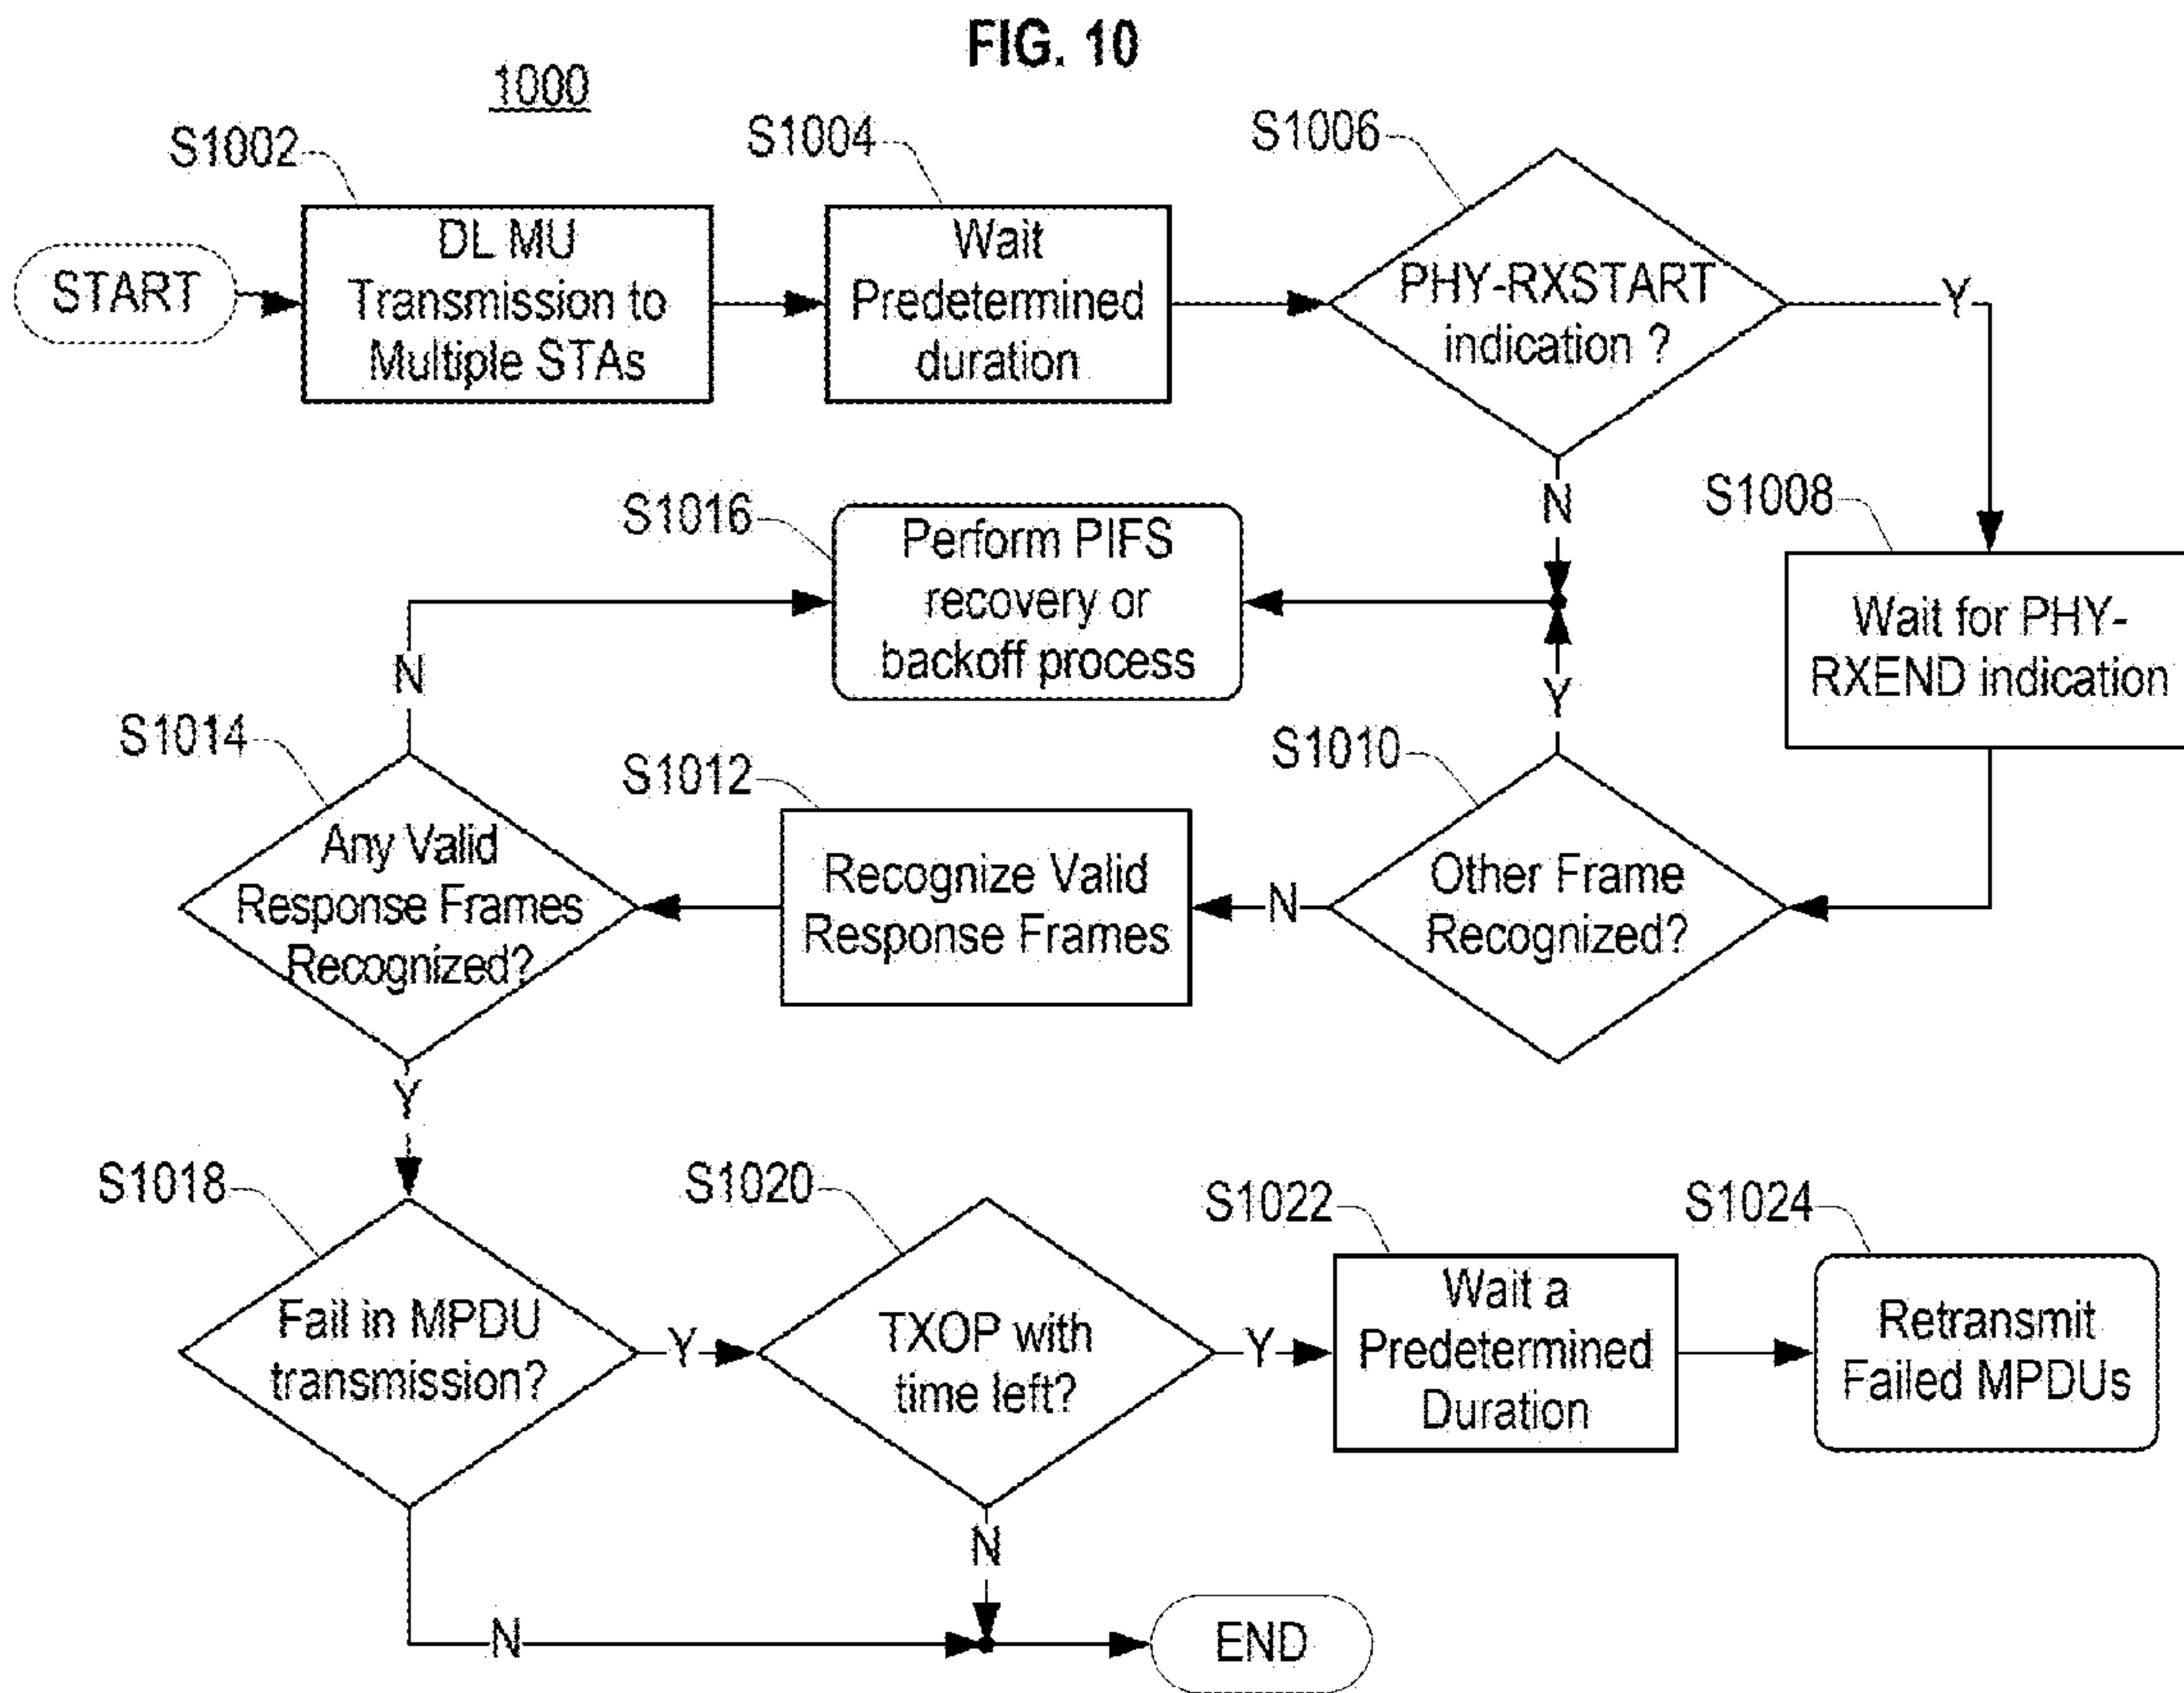 FIG. 10
1000
S1002
S1004
S1006
START
DL MU
Transmission to
Multiple STAs
Wait
Predetermined
duration
PHY-RXSTART
indication ?
Y
N
S1008
Wait for PHY-
RXEND indication
S1016
Perform PIFS
recovery or
backoff process
N
Y
S1014
S1012
S1010
Any Valid
Response Frames
Recognized?
Recognize Valid
Response Frames
N
Other Frame
Recognized?
Y
S1018
S1020
S1022
S1024
Fail in MPDU
transmission?
Y
TXOP with
time left?
Y
Wait a
Predetermined
Duration
Retransmit
Failed MPDUs
N
N
END